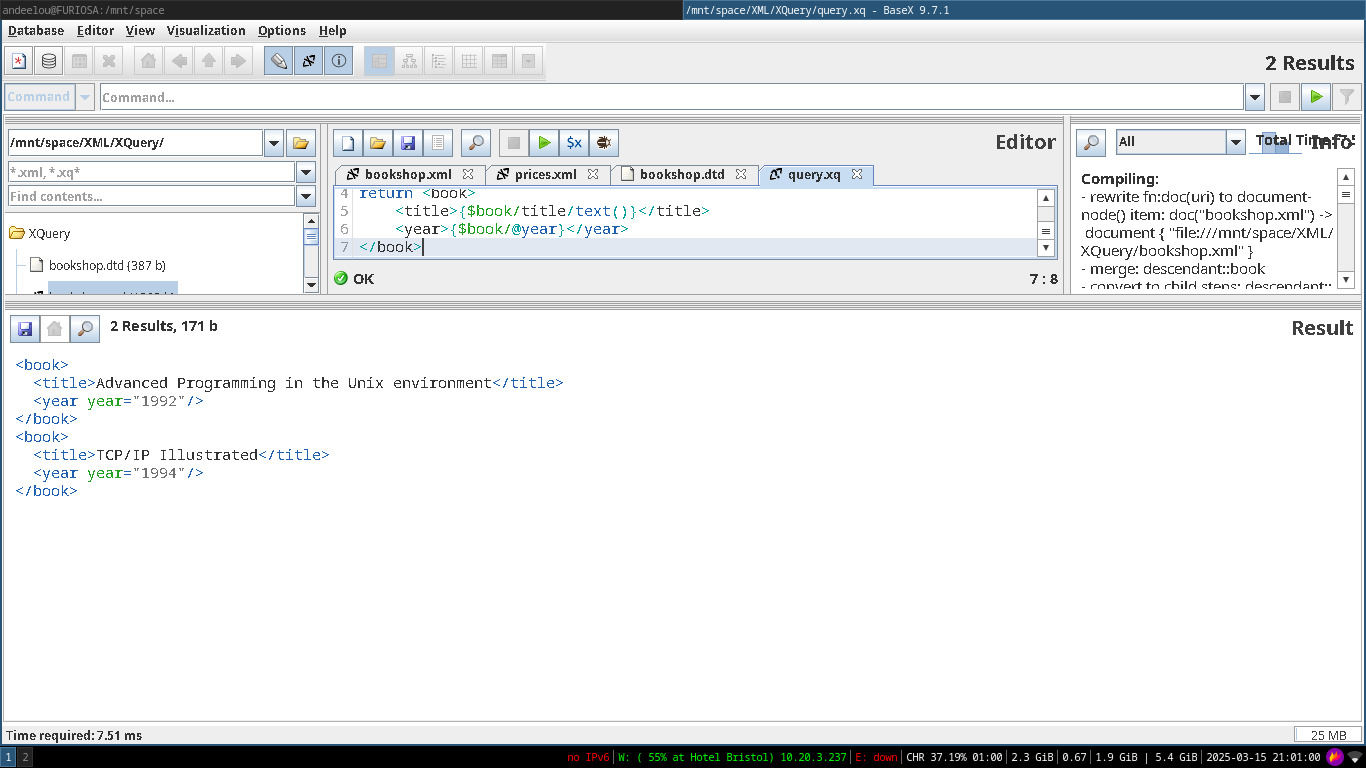 andeelou@FURIOSA:/mnt/space
/mnt/space/XML/XQuery/query.xq - BaseX 9.7.1
Database Editor View Visualization Options Help
2 Results
Command
Command...
/mnt/space/XML/XQuery/
*.xml, *.xq*
Find contents...
XQuery
bookshop.dtd (387 b)
Editor
bookshop.xml
prices.xml
bookshop.dtd
query.xq
4 return <book>
5 <title>{$book/title/text()}</title>
6 <year>{$book/@year}</year>
7 </book>
OK
7 : 8
$x
All
Total
Info
Compiling:
- rewrite fn:doc(uri) to document-
node() item: doc("bookshop.xml") ->
document { "file:///mnt/space/XML/
XQuery/bookshop.xml" }
- merge: descendant::book
- convert to child steps: descendant::
2 Results, 171 b
Result
<book>
<title>Advanced Programming in the Unix environment</title>
<year year="1992"/>
</book>
<book>
<title>TCP/IP Illustrated</title>
<year year="1994"/>
</book>
Time required: 7.51 ms
25 MB
1 2
no IPv6 | W: ( 55% at Hotel Bristol) 10.20.3.237 | E: down | CHR 37.19% 01:00 | 2.3 GiB | 0.67 | 1.9 GiB | 5.4 GiB | 2025-03-15 21:01:00